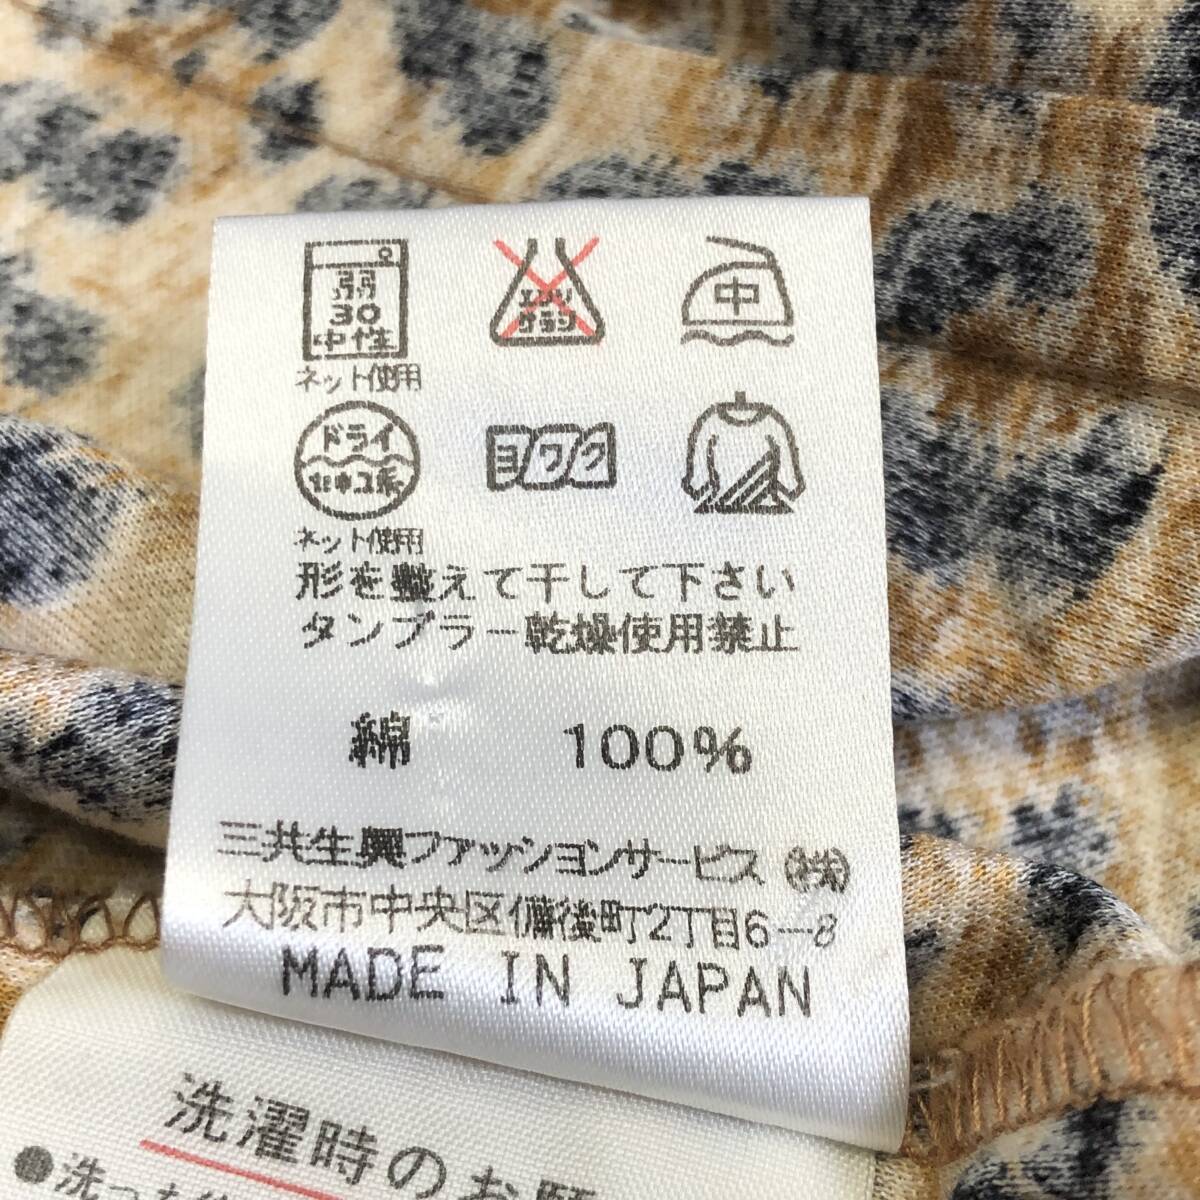 弱
30
中性
ネット使用
エンソ
サラシ
中
ドライ
セキユ系
ネット使用
ヨワク
形を整えて干して下さい
タンブラー乾燥使用禁止
綿 100%
三共生興ファッションサービス(株)
大阪市中央区備後町2丁目6-8
MADE IN JAPAN
洗濯時のお願
●洗った後